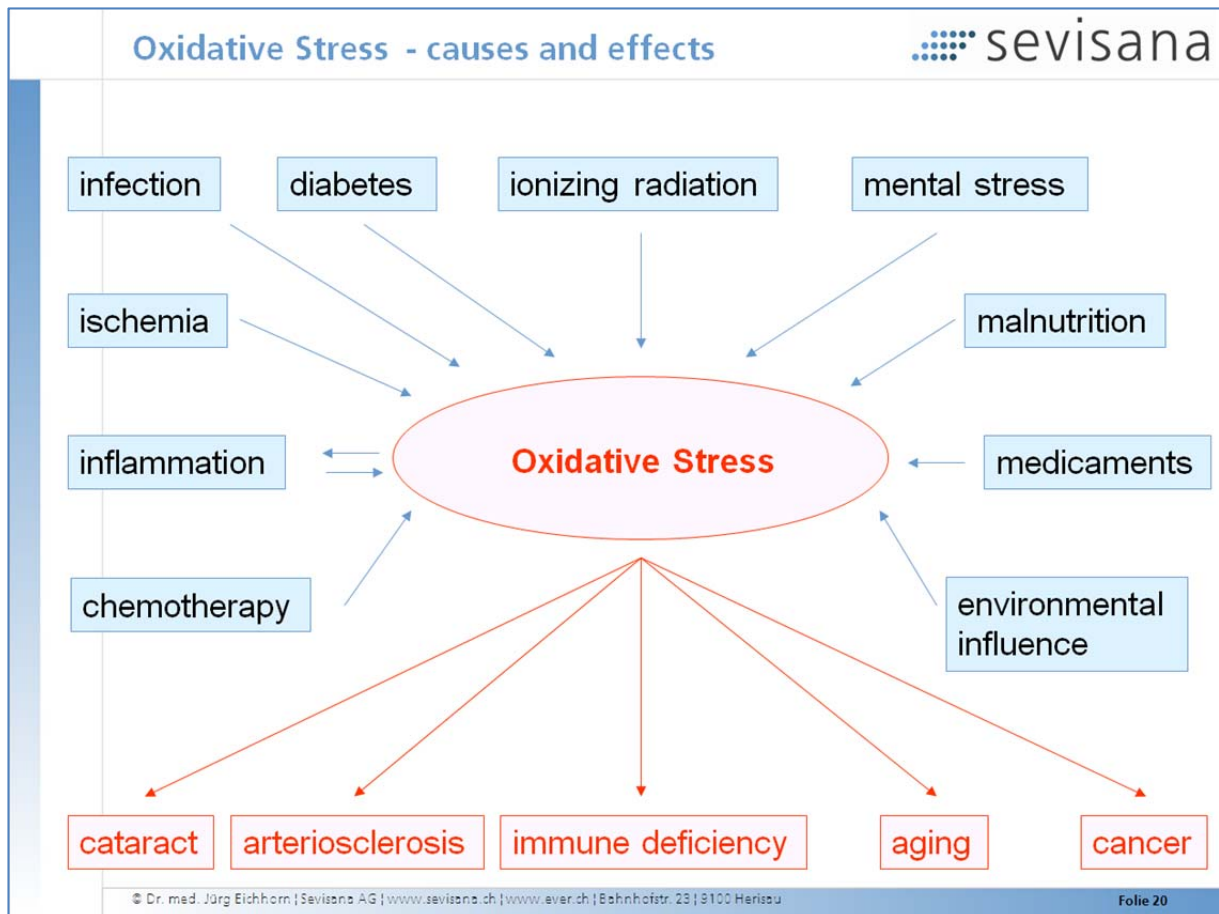 Oxidative Stress - causes and effects
sevisana
infection
diabetes
ionizing radiation
mental stress
ischemia
malnutrition
inflammation
Oxidative Stress
medicaments
chemotherapy
environmental
influence
cataract
arteriosclerosis
immune deficiency
aging
cancer
© Dr. med. Jürg Eichhorn | Sevisana AG | www.sevisana.ch | www.ever.ch | Bahnhofstr. 23 | 9100 Herisau
Folie 20